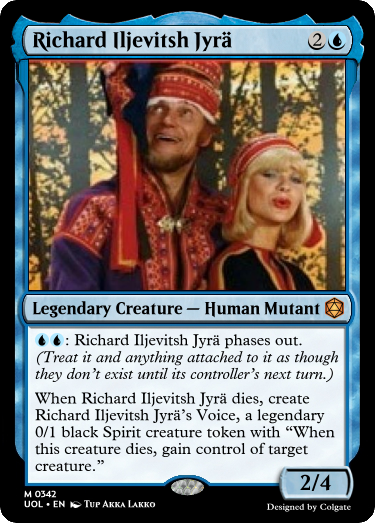 Richard Iljevitsh Jyrä 2
Legendary Creature — Human Mutant
: Richard Iljevitsh Jyrä phases out.
(Treat it and anything attached to it as though
they don't exist until its controller's next turn.)
When Richard Iljevitsh Jyrä dies, create
Richard Iljevitsh Jyrä's Voice, a legendary
0/1 black Spirit creature token with “When
this creature dies, gain control of target
creature.”
2/4
M 0342
UOL • EN Tup Akka Lakko
Designed by Colgate